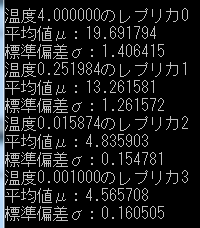 温度4.000000のレプリカ0
平均値μ：19.691794
標準偏差σ：1.406415
温度0.251984のレプリカ1
平均値μ：13.261581
標準偏差σ：1.261572
温度0.015874のレプリカ2
平均値μ：4.835903
標準偏差σ：0.154781
温度0.001000のレプリカ3
平均値μ：4.565708
標準偏差σ：0.160505